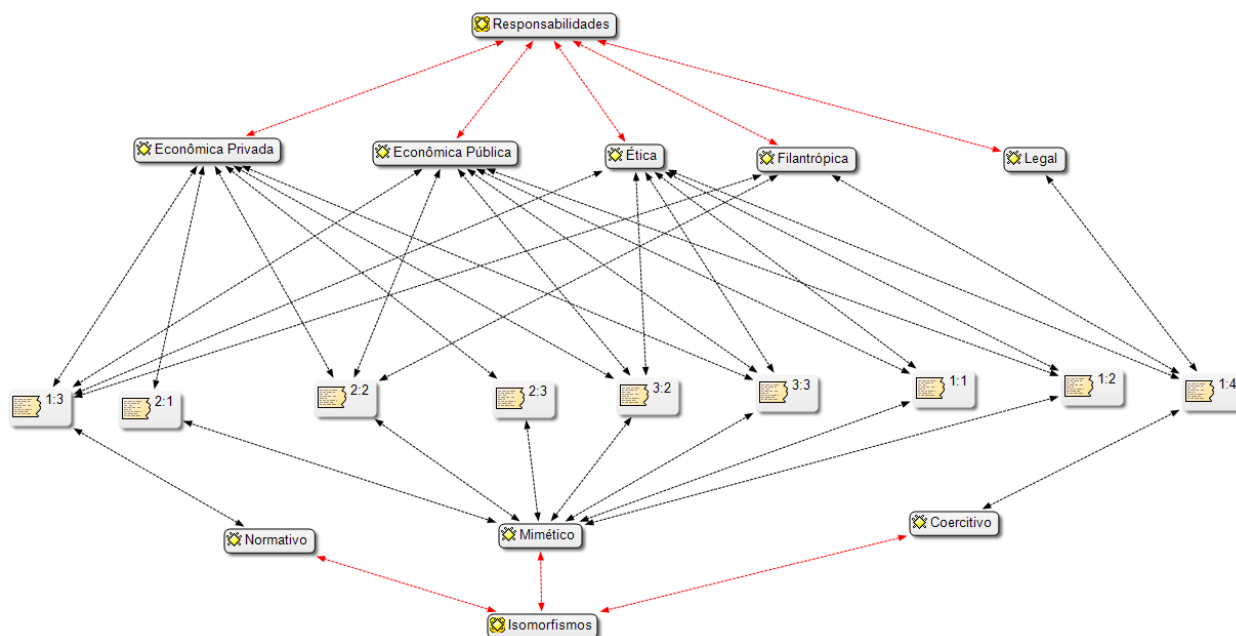 Responsabilidades
Econômica Privada
Econômica Pública
Ética
Filantrópica
Legal
1:3
2:1
2:2
2:3
3:2
3:3
1:1
1:2
1:4
Normativo
Mimético
Coercitivo
Isomorfismos